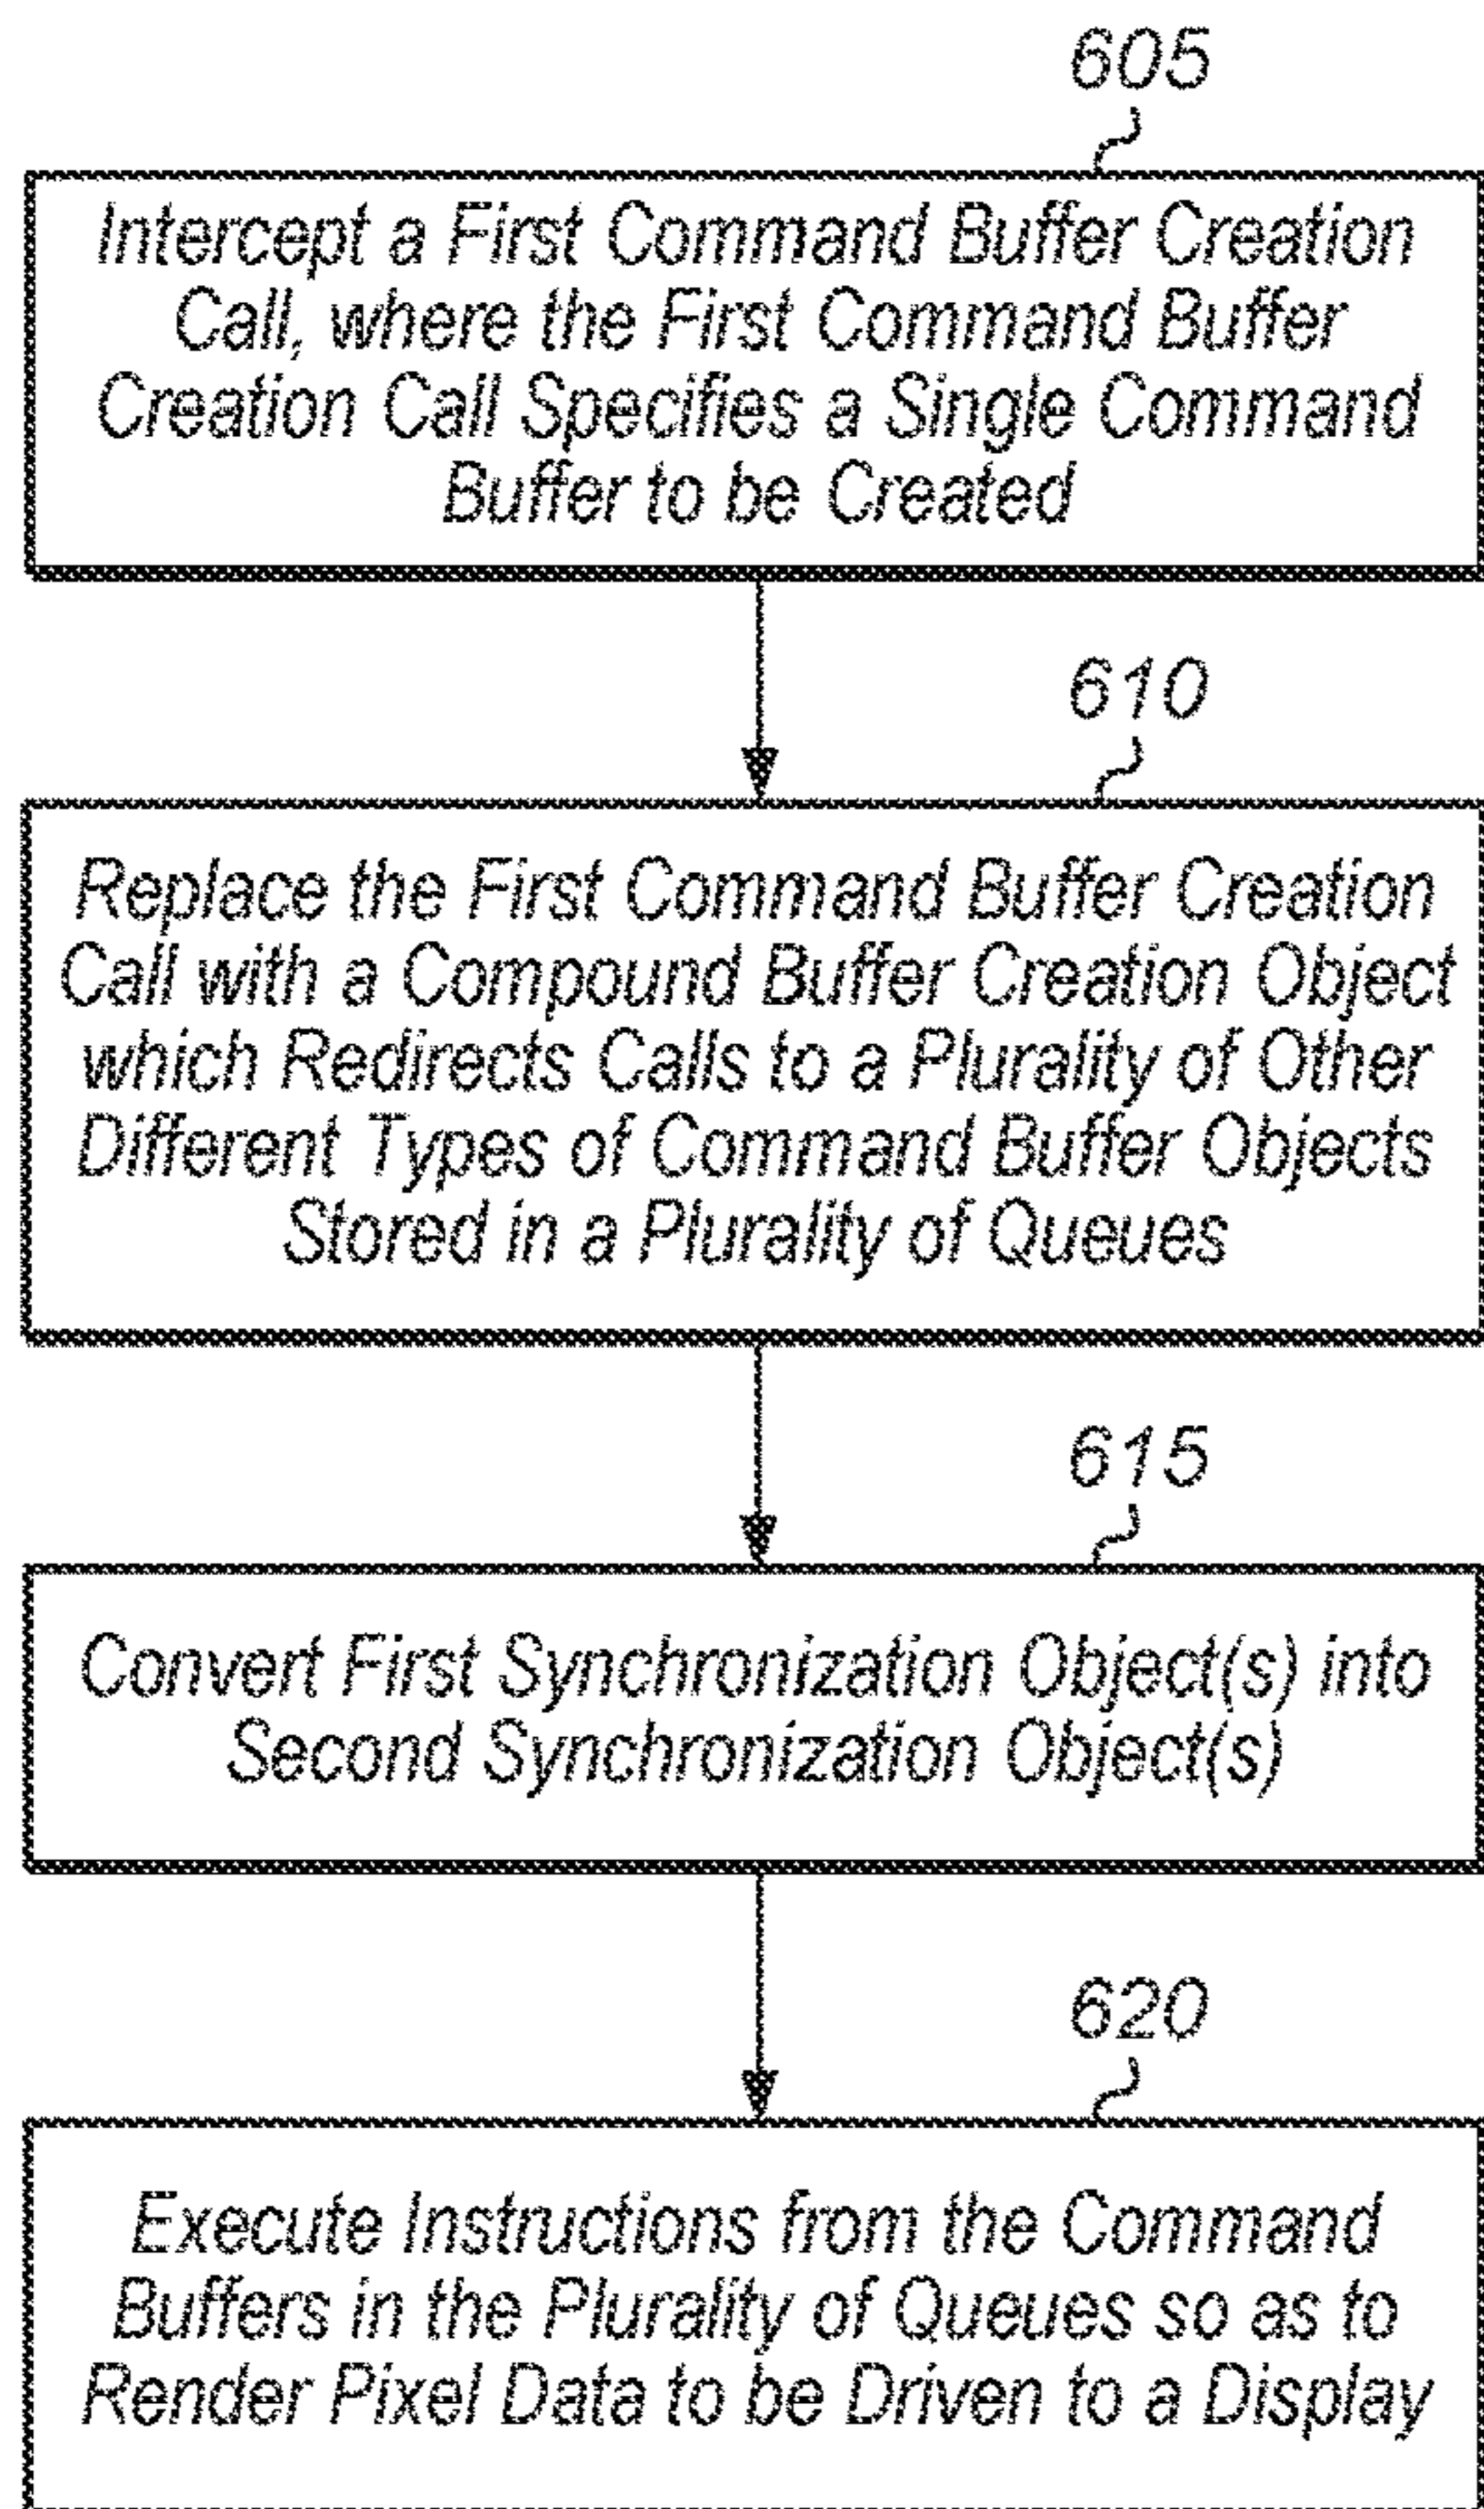 605
Intercept a First Command Buffer Creation
Call, where the First Command Buffer
Creation Call Specifies a Single Command
Buffer to be Created
610
Replace the First Command Buffer Creation
Call with a Compound Buffer Creation Object
which Redirects Calls to a Plurality of Other
Different Types of Command Buffer Objects
Stored in a Plurality of Queues
615
Convert First Synchronization Object(s) into
Second Synchronization Object(s)
620
Execute Instructions from the Command
Buffers in the Plurality of Queues so as to
Render Pixel Data to be Driven to a Display